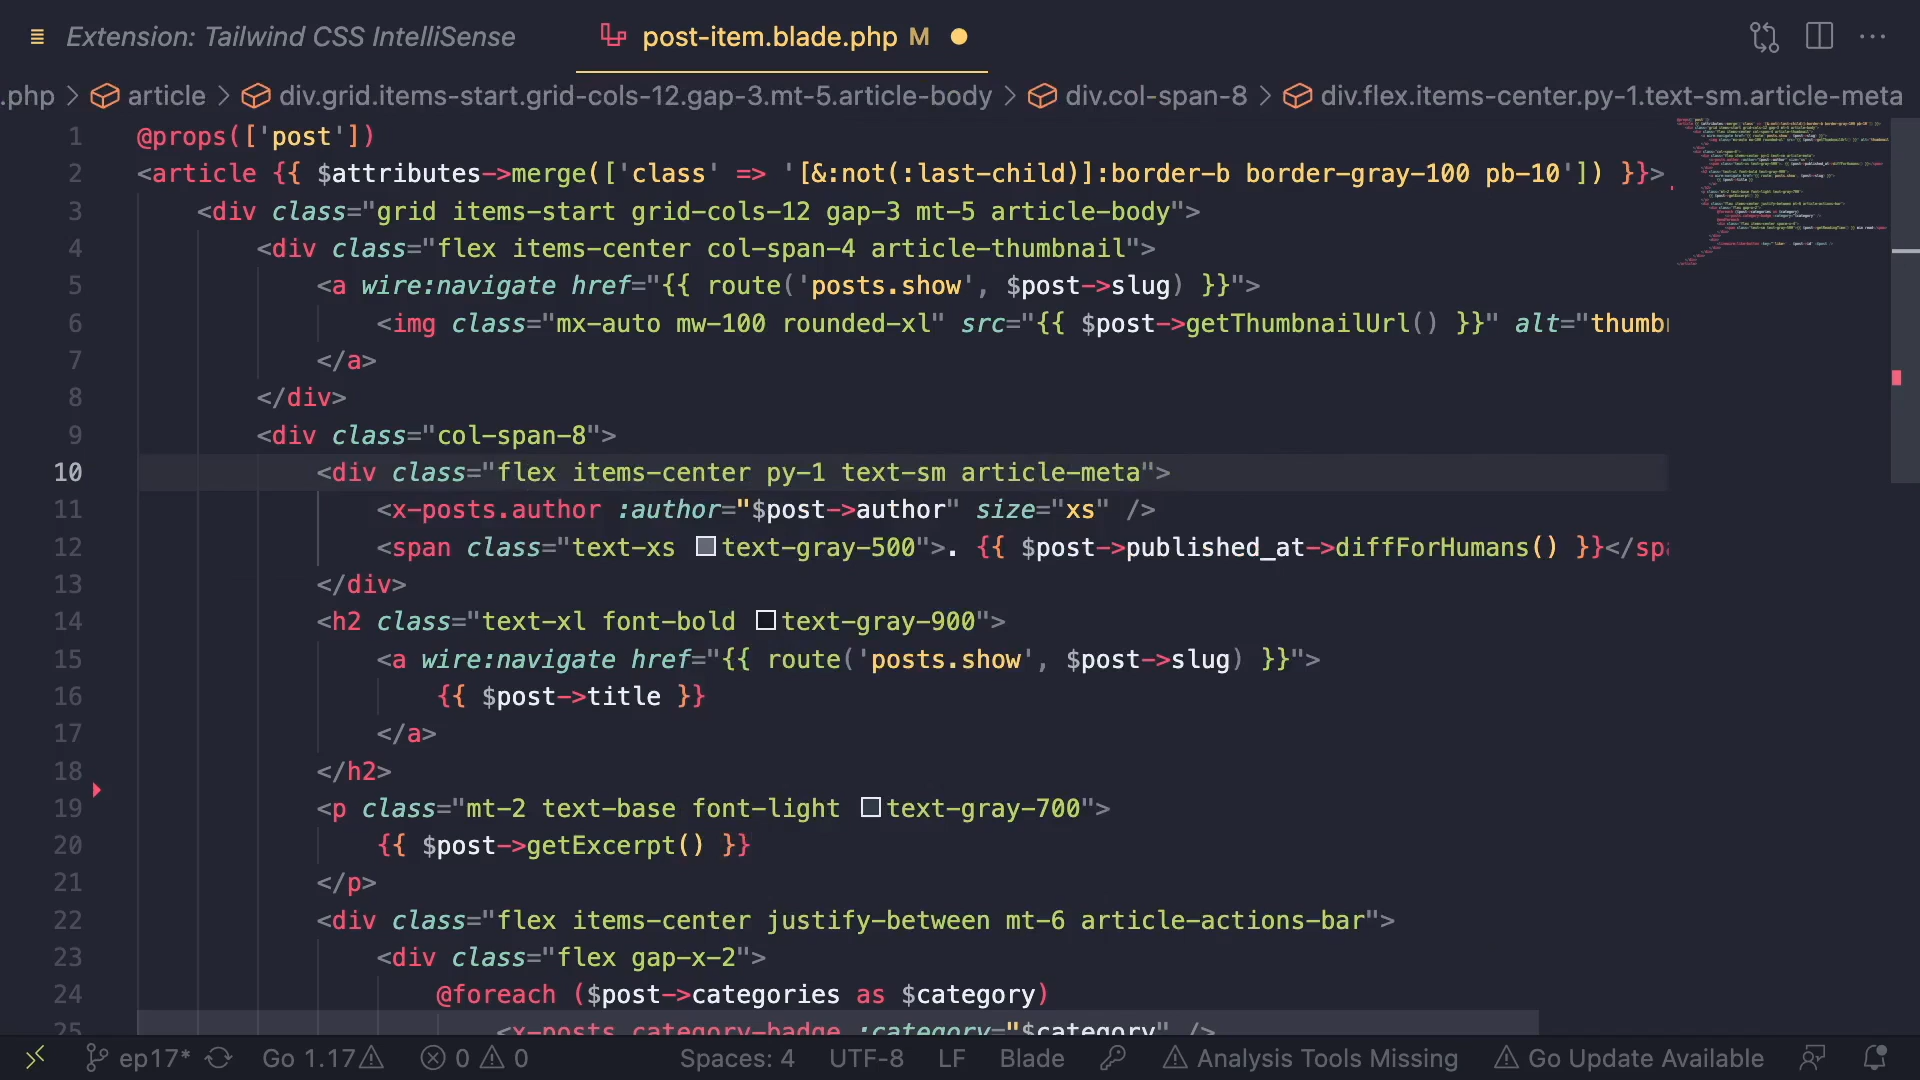 Extension: Tailwind CSS IntelliSense
post-item.blade.php M
.php > article > div.grid.items-start.grid-cols-12.gap-3.mt-5.article-body > div.col-span-8 > div.flex.items-center.py-1.text-sm.article-meta
1 @props(['post'])
2 <article {{ $attributes->merge(['class' => '[&:not(:last-child)]:border-b border-gray-100 pb-10']) }}>
3 <div class="grid items-start grid-cols-12 gap-3 mt-5 article-body">
4 <div class="flex items-center col-span-4 article-thumbnail">
5 <a wire:navigate href="{{ route('posts.show', $post->slug) }}">
6 <img class="mx-auto mw-100 rounded-xl" src="{{ $post->getThumbnailUrl() }}" alt="thumbn
7 </a>
8 </div>
9 <div class="col-span-8">
10 <div class="flex items-center py-1 text-sm article-meta">
11 <x-posts.author :author="$post->author" size="xs" />
12 <span class="text-xs text-gray-500">. {{ $post->published_at->diffForHumans() }}</spa
13 </div>
14 <h2 class="text-xl font-bold text-gray-900">
15 <a wire:navigate href="{{ route('posts.show', $post->slug) }}">
16 {{ $post->title }}
17 </a>
18 </h2>
19 <p class="mt-2 text-base font-light text-gray-700">
20 {{ $post->getExcerpt() }}
21 </p>
22 <div class="flex items-center justify-between mt-6 article-actions-bar">
23 <div class="flex gap-x-2">
24 @foreach ($post->categories as $category)
25 <x-posts.category-badge :category="$category" />
ep17* Go 1.17 0 0 Spaces: 4 UTF-8 LF Blade Analysis Tools Missing Go Update Available